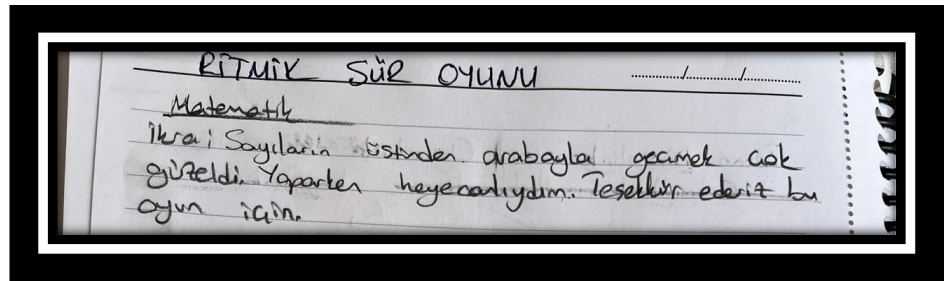 RİTMİK SÜR OYUNU ............/............/............
Matematik
İkra; Sayıların üstünden arabayla geçmek çok
güzeldi. Yaparken heyecanlıydım. Teşekkür ederiz bu
oyun için.